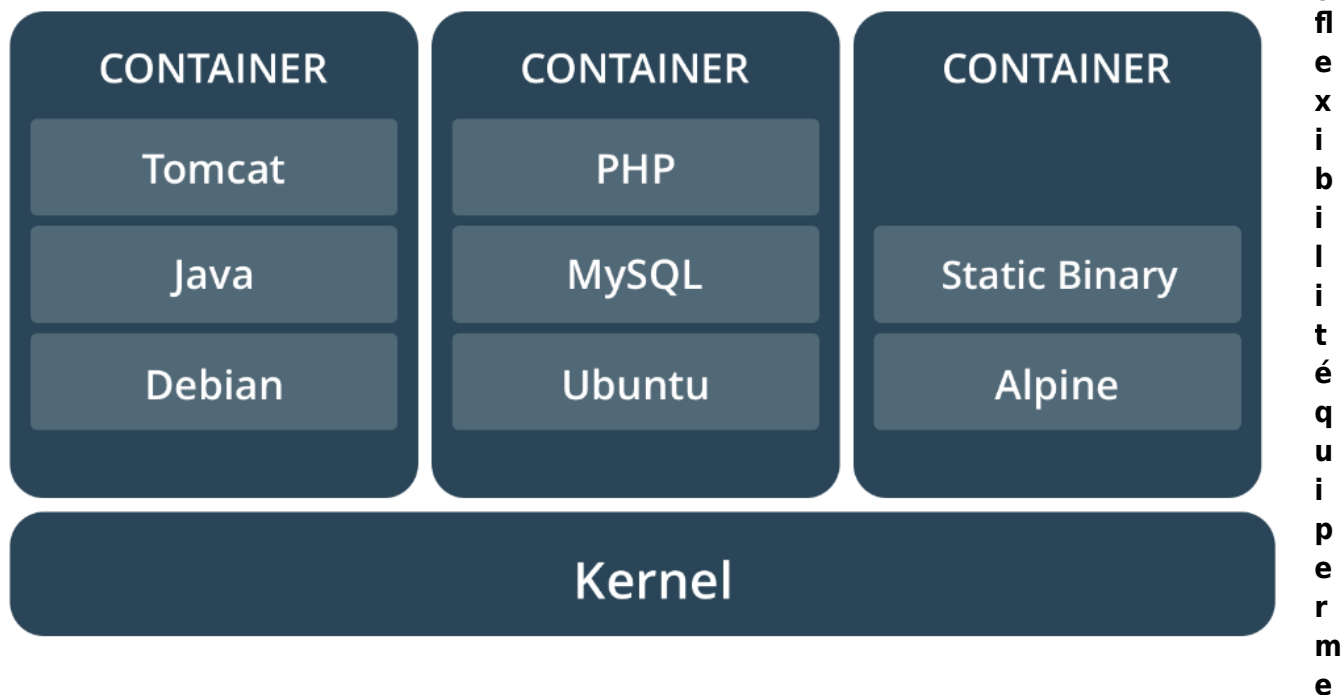 CONTAINER
Tomcat
Java
Debian
CONTAINER
PHP
MySQL
Ubuntu
CONTAINER
Static Binary
Alpine
Kernel
fl
e
x
i
b
i
l
i
t
é
q
u
i
p
e
r
m
e